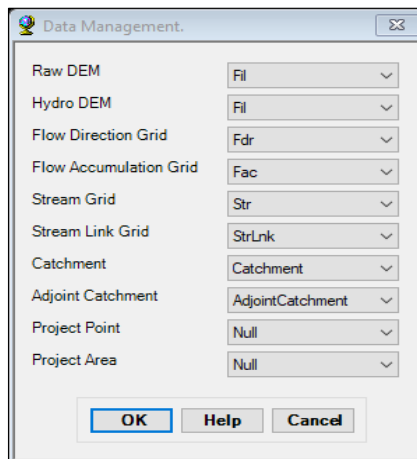 Data Management.
Raw DEM Fil
Hydro DEM Fil
Flow Direction Grid Fdr
Flow Accumulation Grid Fac
Stream Grid Str
Stream Link Grid StrLnk
Catchment Catchment
Adjoint Catchment AdjointCatchment
Project Point Null
Project Area Null
OK Help Cancel